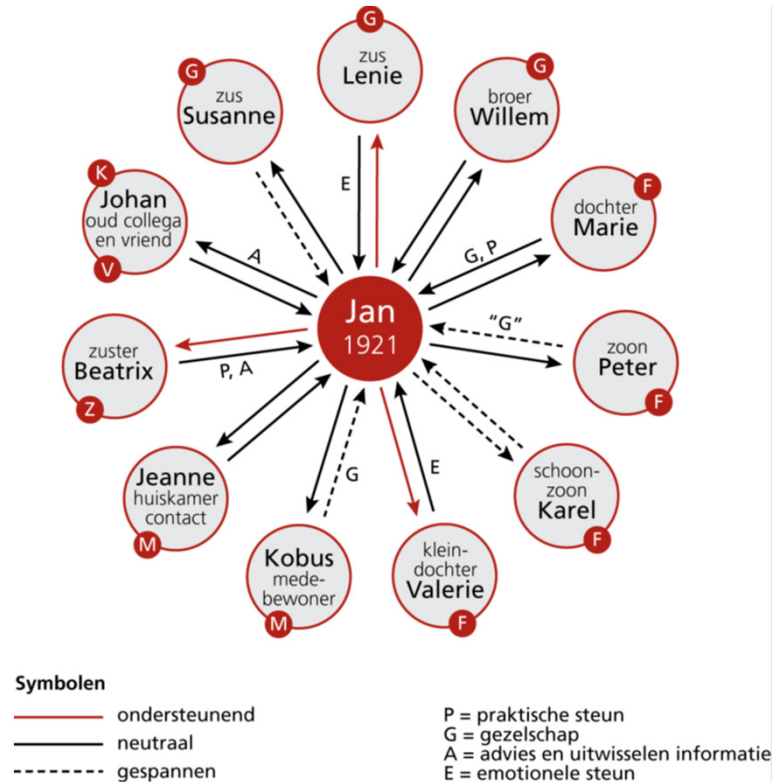 G
zus
Lenie
G
zus
Susanne
G
broer
Willem
K
Johan
oud collega
en vriend
V
F
dochter
Marie
E
A
G, P
Jan
1921
"G"
zoon
Peter
F
zuster
Beatrix
Z
P, A
Jeanne
huiskamer
contact
M
G
E
schoon-
zoon
Karel
F
Kobus
mede-
bewoner
M
klein-
dochter
Valerie
F
Symbolen
ondersteunend
neutraal
gespannen
P = praktische steun
G = gezelschap
A = advies en uitwisselen informatie
E = emotionele steun